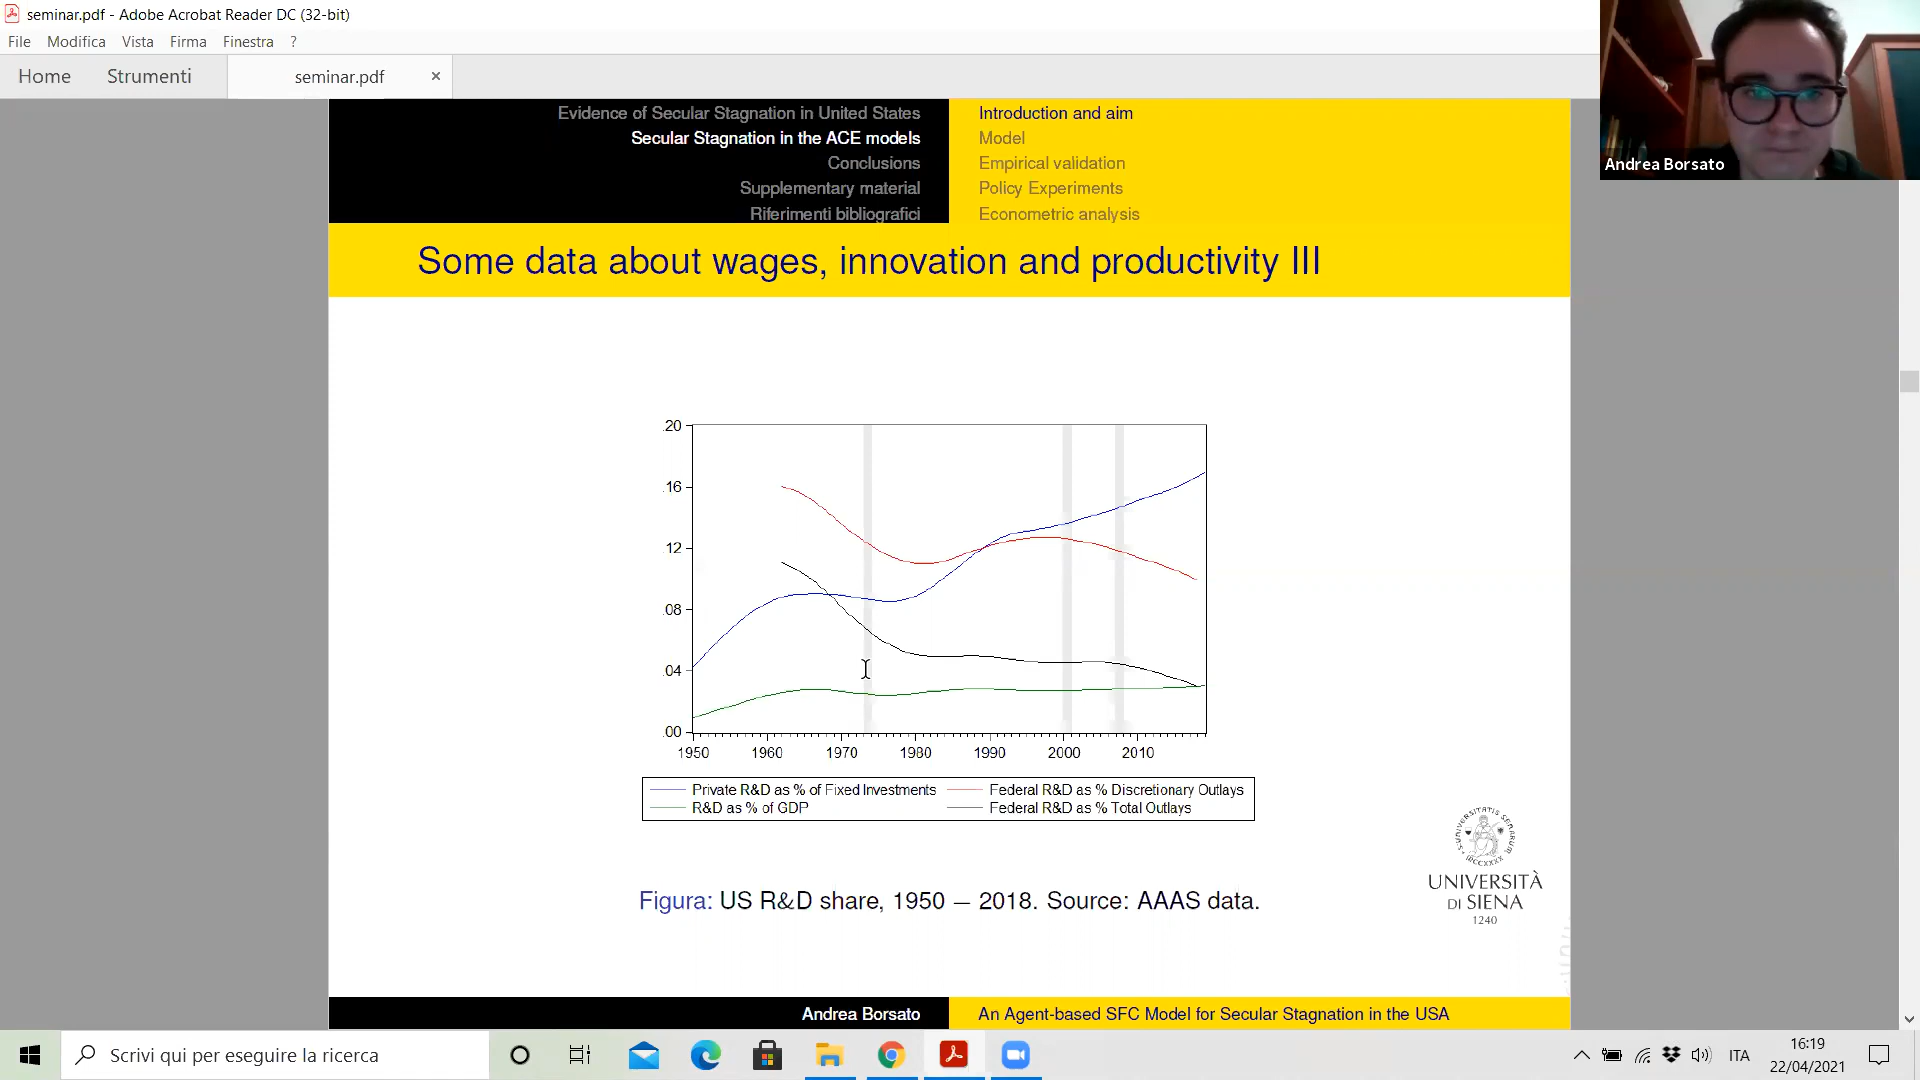 seminar.pdf - Adobe Acrobat Reader DC (32-bit)
File Modifica Vista Firma Finestra ?
Home Strumenti seminar.pdf ×
Andrea Borsato
Evidence of Secular Stagnation in United States
Secular Stagnation in the ACE models
Conclusions
Supplementary material
Riferimenti bibliografici
Introduction and aim
Model
Empirical validation
Policy Experiments
Econometric analysis
Some data about wages, innovation and productivity III
.20
.16
.12
.08
.04
.00
1950 1960 1970 1980 1990 2000 2010
Private R&D as % of Fixed Investments
Federal R&D as % Discretionary Outlays
R&D as % of GDP
Federal R&D as % Total Outlays
Figura: US R&D share, 1950 – 2018. Source: AAAS data.
UNIVERSITÀ
DI SIENA
1240
Andrea Borsato
An Agent-based SFC Model for Secular Stagnation in the USA
Scrivi qui per eseguire la ricerca
ITA
16:19
22/04/2021